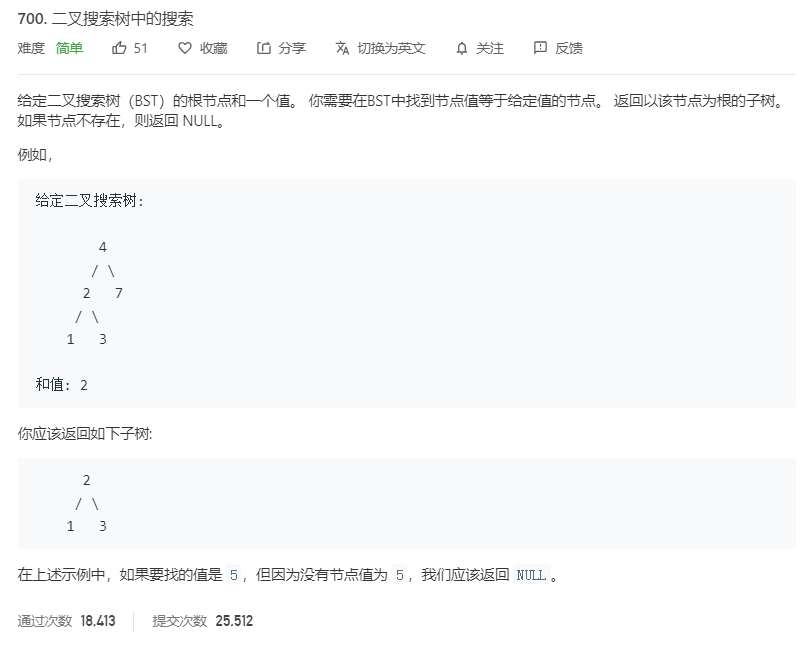 700. 二叉搜索树中的搜索
难度 简单 51 收藏 分享 切换为英文 关注 反馈
给定二叉搜索树（BST）的根节点和一个值。 你需要在BST中找到节点值等于给定值的节点。 返回以该节点为根的子树。
如果节点不存在，则返回 NULL。
例如，
给定二叉搜索树:
4
/ \
2 7
/ \
1 3
和值: 2
你应该返回如下子树:
2
/ \
1 3
在上述示例中，如果要找的值是 5，但因为没有节点值为 5，我们应该返回 NULL。
通过次数 18,413 提交次数 25,512